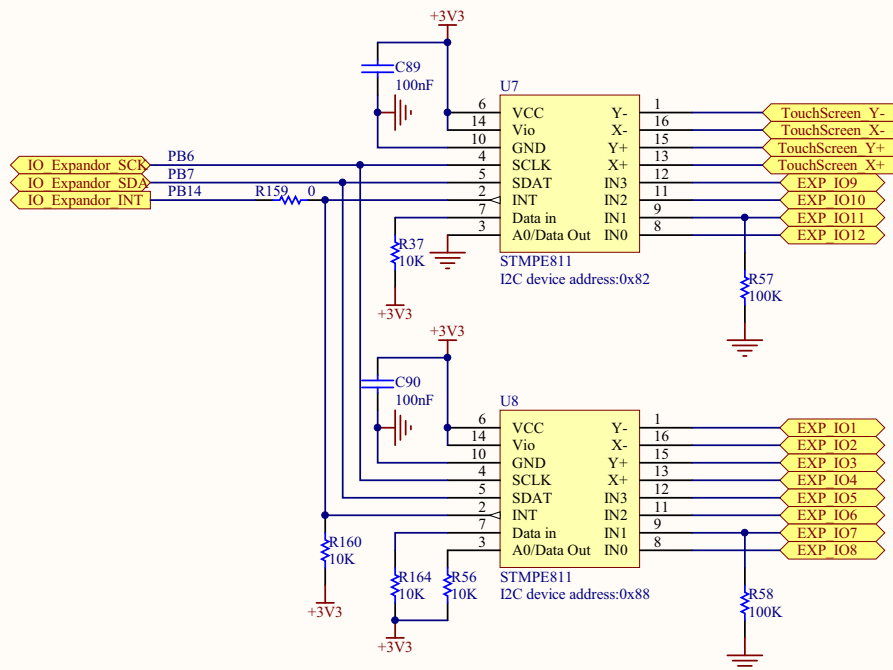 +3V3
C89
100nF
U7
6 VCC Y- 1 TouchScreen_Y-
14 Vio X- 16 TouchScreen_X-
10 GND Y+ 15 TouchScreen_Y+
IO_Expandor_SCK PB6 4 SCLK X+ 13 TouchScreen_X+
IO_Expandor_SDA PB7 5 SDAT IN3 12 EXP_IO9
IO_Expandor_INT PB14 R159 0 2 INT IN2 11 EXP_IO10
7 Data in IN1 9 EXP_IO11
3 A0/Data Out IN0 8 EXP_IO12
R37
10K
STMPE811
I2C device address:0x82
R57
100K
+3V3
+3V3
C90
100nF
U8
6 VCC Y- 1 EXP_IO1
14 Vio X- 16 EXP_IO2
10 GND Y+ 15 EXP_IO3
4 SCLK X+ 13 EXP_IO4
5 SDAT IN3 12 EXP_IO5
2 INT IN2 11 EXP_IO6
7 Data in IN1 9 EXP_IO7
3 A0/Data Out IN0 8 EXP_IO8
R160
10K
R164
10K
R56
10K
STMPE811
I2C device address:0x88
R58
100K
+3V3
+3V3